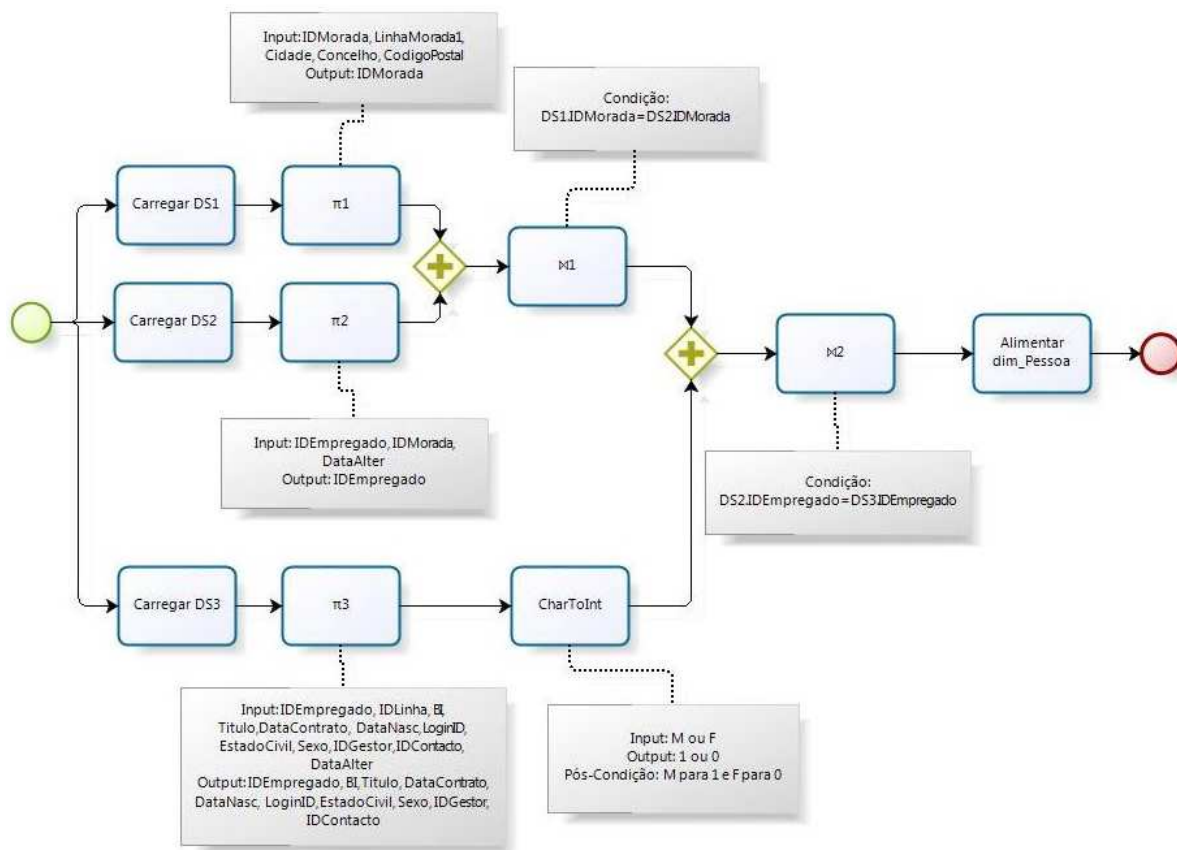 Input: IDMorada, LinhaMorada1,
Cidade, Concelho, CodigoPostal
Output: IDMorada
Condição:
DS1.IDMorada=DS2.IDMorada
Carregar DS1
π1
⋈1
Carregar DS2
π2
⋈2
Alimentar
dim_Pessoa
Input: IDEmpregado, IDMorada,
DataAlter
Output: IDEmpregado
Condição:
DS2.IDEmpregado=DS3.IDEmpregado
Carregar DS3
π3
CharToInt
Input: IDEmpregado, IDLinha, BI,
Titulo,DataContrato, DataNasc,LoginID,
EstadoCivil, Sexo, IDGestor,IDContacto,
DataAlter
Output: IDEmpregado, BI,Titulo, DataContrato,
DataNasc, LoginID,EstadoCivil, Sexo, IDGestor,
IDContacto
Input: M ou F
Output: 1 ou 0
Pós-Condição: M para 1 e F para 0